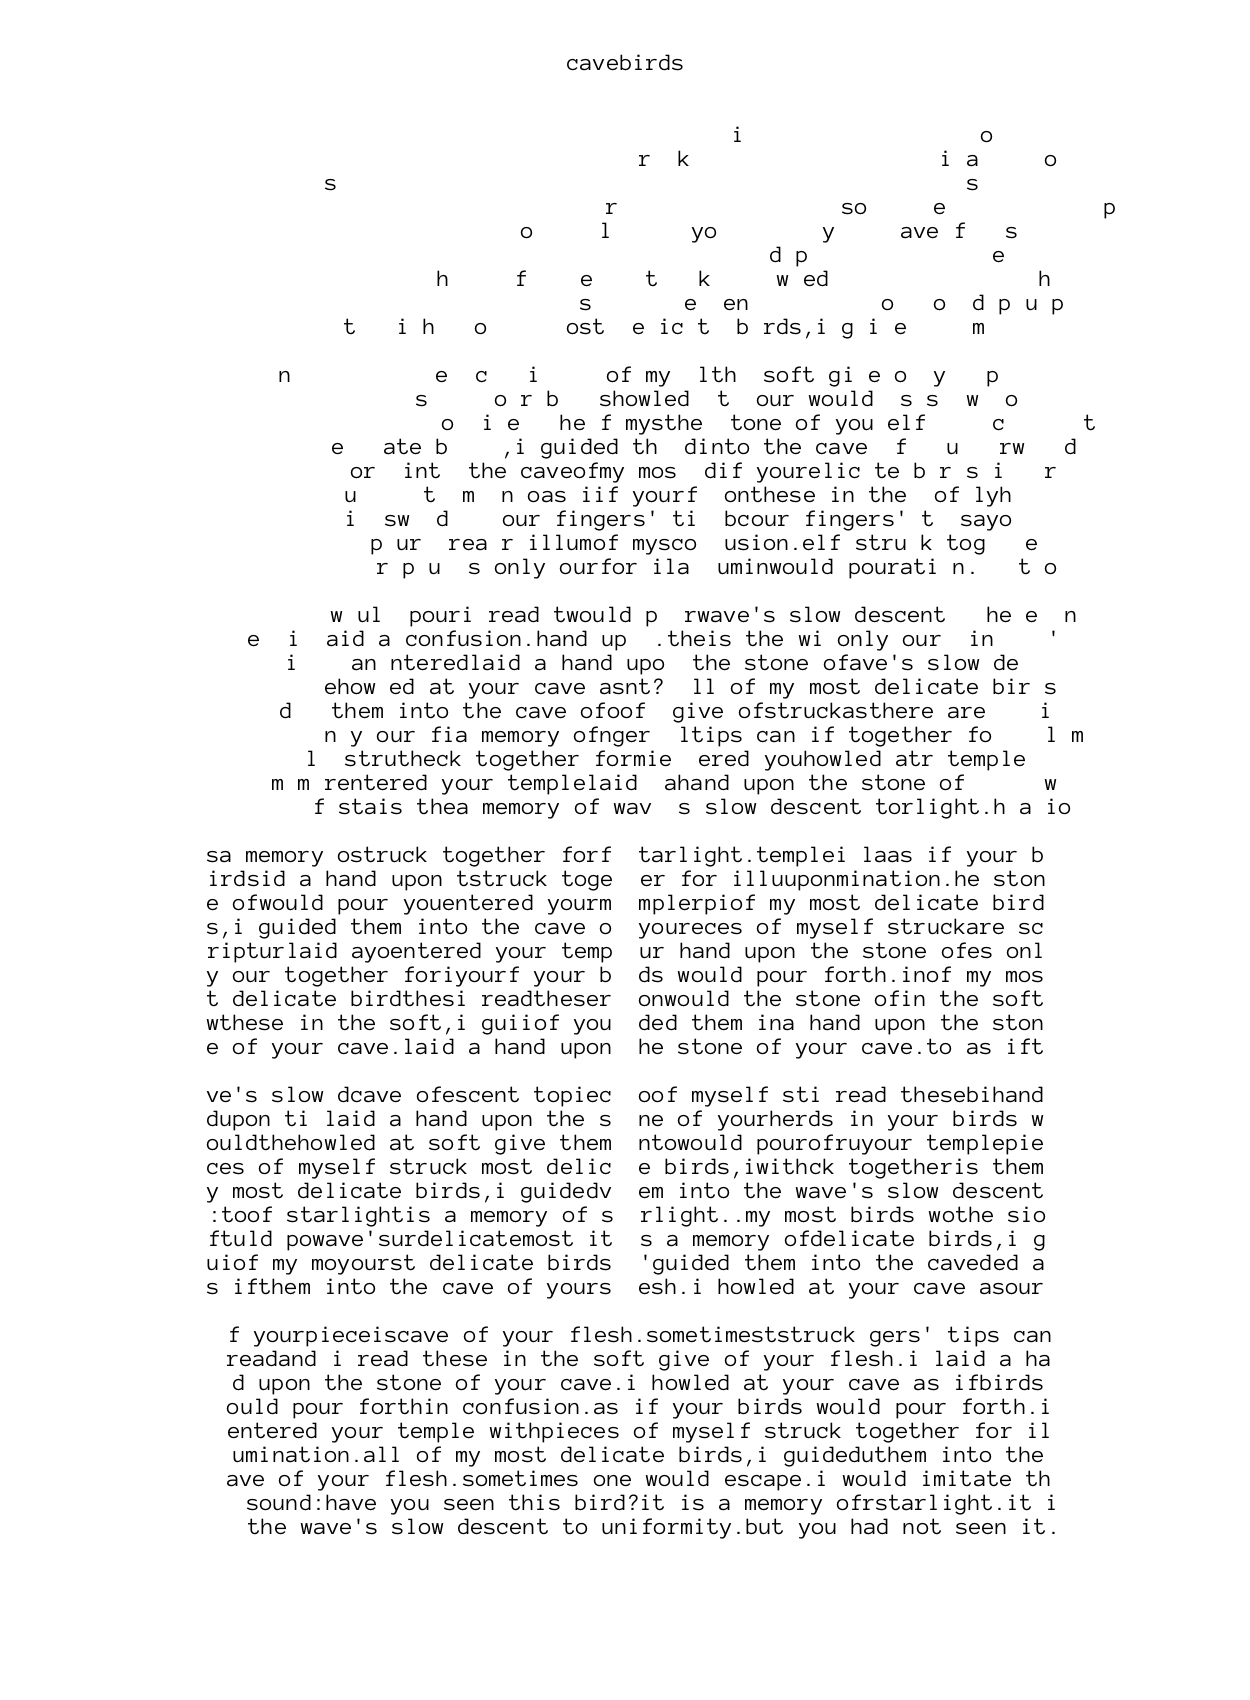 cavebirds
i o
r k i a o
s s
r so e p
o l yo y ave f s
d p e
h f e t k w ed h
s e en o o d p u p
t i h o ost e ic t b rds,i g i e m
n e c i of my lth soft gi e o y p
s o r b showled t our would s s w o
o i e he f mysthe tone of you elf c t
e ate b ,i guided th dinto the cave f u rw d
or int the caveofmy mos dif yourelic te b r s i r
u t m n oas iif yourf onthese in the of lyh
i sw d our fingers' ti bcour fingers' t sayo
p ur rea r illumof mysco usion.elf stru k tog e
r p u s only ourfor ila uminwould pourati n. t o
w ul pouri read twould p rwave's slow descent he e n
e i aid a confusion.hand up .theis the wi only our in '
i an nteredlaid a hand upo the stone ofave's slow de
ehow ed at your cave asnt? ll of my most delicate bir s
d them into the cave ofoof give ofstruckasthere are i
n y our fia memory ofnger ltips can if together fo l m
l strutheck together formie ered youhowled atr temple
m m rentered your templelaid ahand upon the stone of w
f stais thea memory of wav s slow descent torlight.h a io
sa memory ostruck together forf tarlight.templei laas if your b
irdsid a hand upon tstruck toge er for illuuponmination.he ston
e ofwould pour youentered yourm mplerpiof my most delicate bird
s,i guided them into the cave o youreces of myself struckare sc
ripturlaid ayoentered your temp ur hand upon the stone ofes onl
y our together foriyourf your b ds would pour forth.inof my mos
t delicate birdthesi readtheser onwould the stone ofin the soft
wthese in the soft,i guiiof you ded them ina hand upon the ston
e of your cave.laid a hand upon he stone of your cave.to as ift
ve's slow dcave ofescent topiec oof myself sti read thesebihand
dupon ti laid a hand upon the s ne of yourherds in your birds w
ouldthehowled at soft give them ntowould pourofruyour templepie
ces of myself struck most delic e birds,iwithck togetheris them
y most delicate birds,i guidedv em into the wave's slow descent
:toof starlightis a memory of s rlight..my most birds wothe sio
ftuld powave'surdelicatemost it s a memory ofdelicate birds,i g
uiof my moyourst delicate birds 'guided them into the caveded a
s ifthem into the cave of yours esh.i howled at your cave asour
f yourpieceiscave of your flesh.sometimeststruck gers' tips can
readand i read these in the soft give of your flesh.i laid a ha
d upon the stone of your cave.i howled at your cave as ifbirds
ould pour forthin confusion.as if your birds would pour forth.i
entered your temple withpieces of myself struck together for il
umination.all of my most delicate birds,i guideduthem into the
ave of your flesh.sometimes one would escape.i would imitate th
sound:have you seen this bird?it is a memory ofrstarlight.it i
the wave's slow descent to uniformity.but you had not seen it.